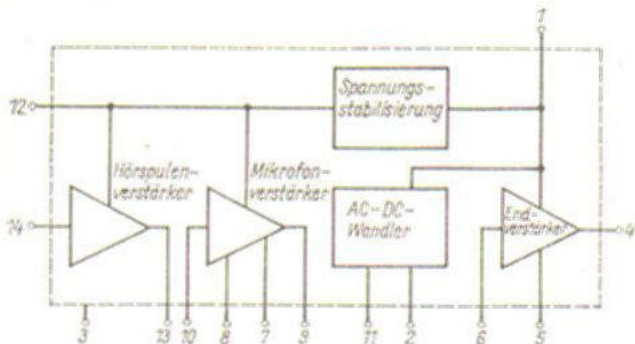 1
Spannungs-
stabilisierung
12
Hörspulen-
verstärker
Mikrofon-
verstärker
AC-DC-
Wandler
End-
verstärker
14
4
3
13
10
8
7
9
11
2
6
5